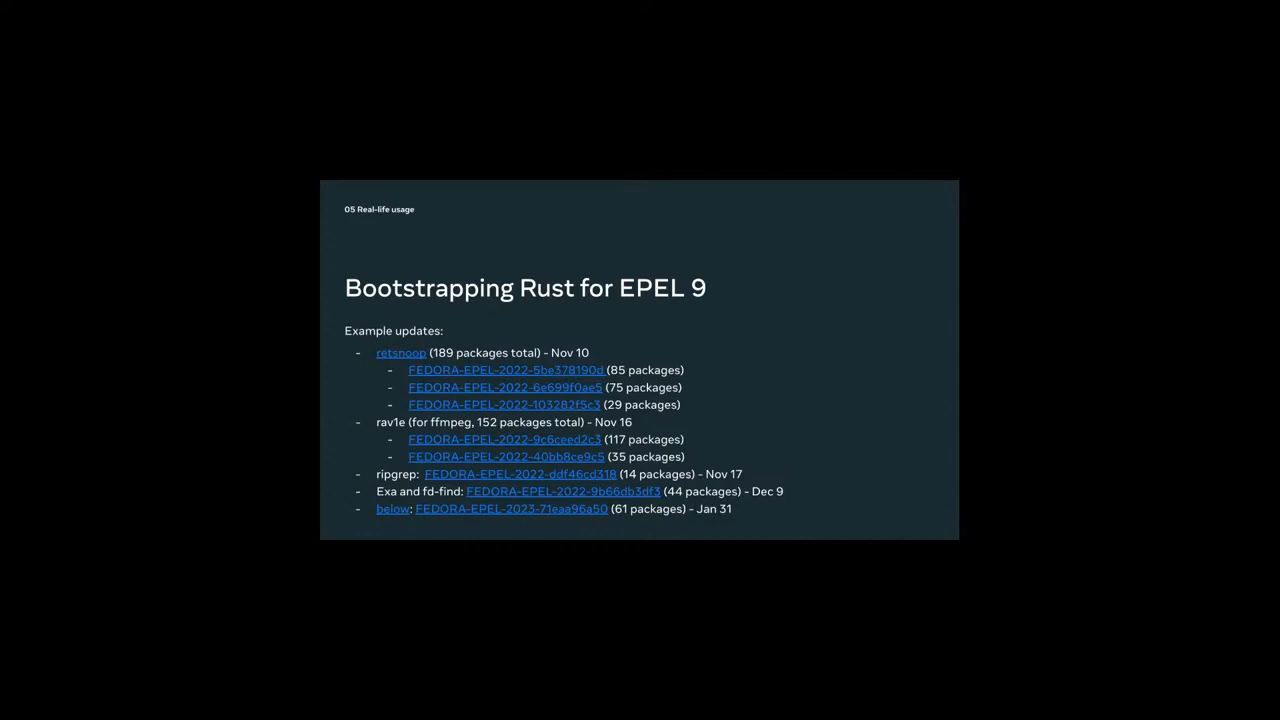 05 Real-life usage
Bootstrapping Rust for EPEL 9
Example updates:
- retsnoop (189 packages total) - Nov 10
- FEDORA-EPEL-2022-5be378190d (85 packages)
- FEDORA-EPEL-2022-6e699f0ae5 (75 packages)
- FEDORA-EPEL-2022-103282f5c3 (29 packages)
- rav1e (for ffmpeg, 152 packages total) - Nov 16
- FEDORA-EPEL-2022-9c6ceed2c3 (117 packages)
- FEDORA-EPEL-2022-40bb8ce9c5 (35 packages)
- ripgrep: FEDORA-EPEL-2022-ddf46cd318 (14 packages) - Nov 17
- Exa and fd-find: FEDORA-EPEL-2022-9b66db3df3 (44 packages) - Dec 9
- below: FEDORA-EPEL-2023-71eaa96a50 (61 packages) - Jan 31